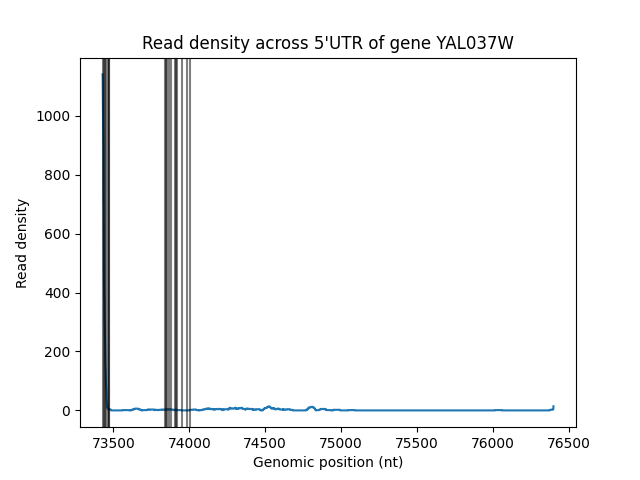 Read density across 5'UTR of gene YAL037W
Read density
1000
800
600
400
200
0
73500 74000 74500 75000 75500 76000 76500
Genomic position (nt)